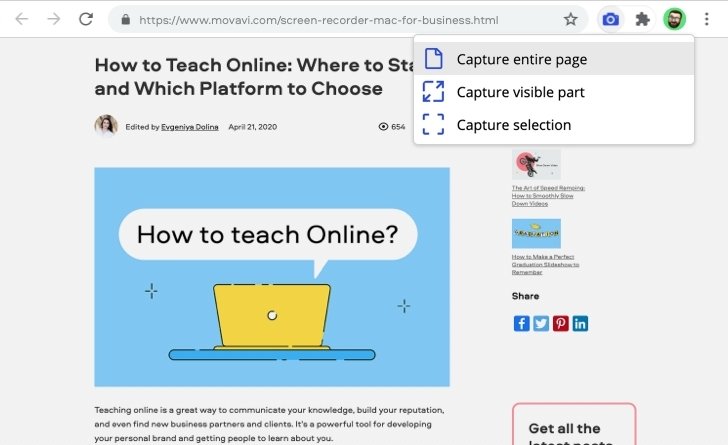 https://www.movavi.com/screen-recorder-mac-for-business.html
Capture entire page
Capture visible part
Capture selection
How to Teach Online: Where to Sta
and Which Platform to Choose
Edited by Evgeniya Dolina April 21, 2020 654
How to teach Online?
Teaching online is a great way to communicate your knowledge, build your reputation,
and even find new business partners and clients. It's a powerful tool for developing
your personal brand and getting people to learn about you.
The Art of Speed Ramping:
How to Smoothly Slow
Down Videos
How to Make a Perfect
Graduation Slideshow to
Remember
Share
Get all the
latest posts